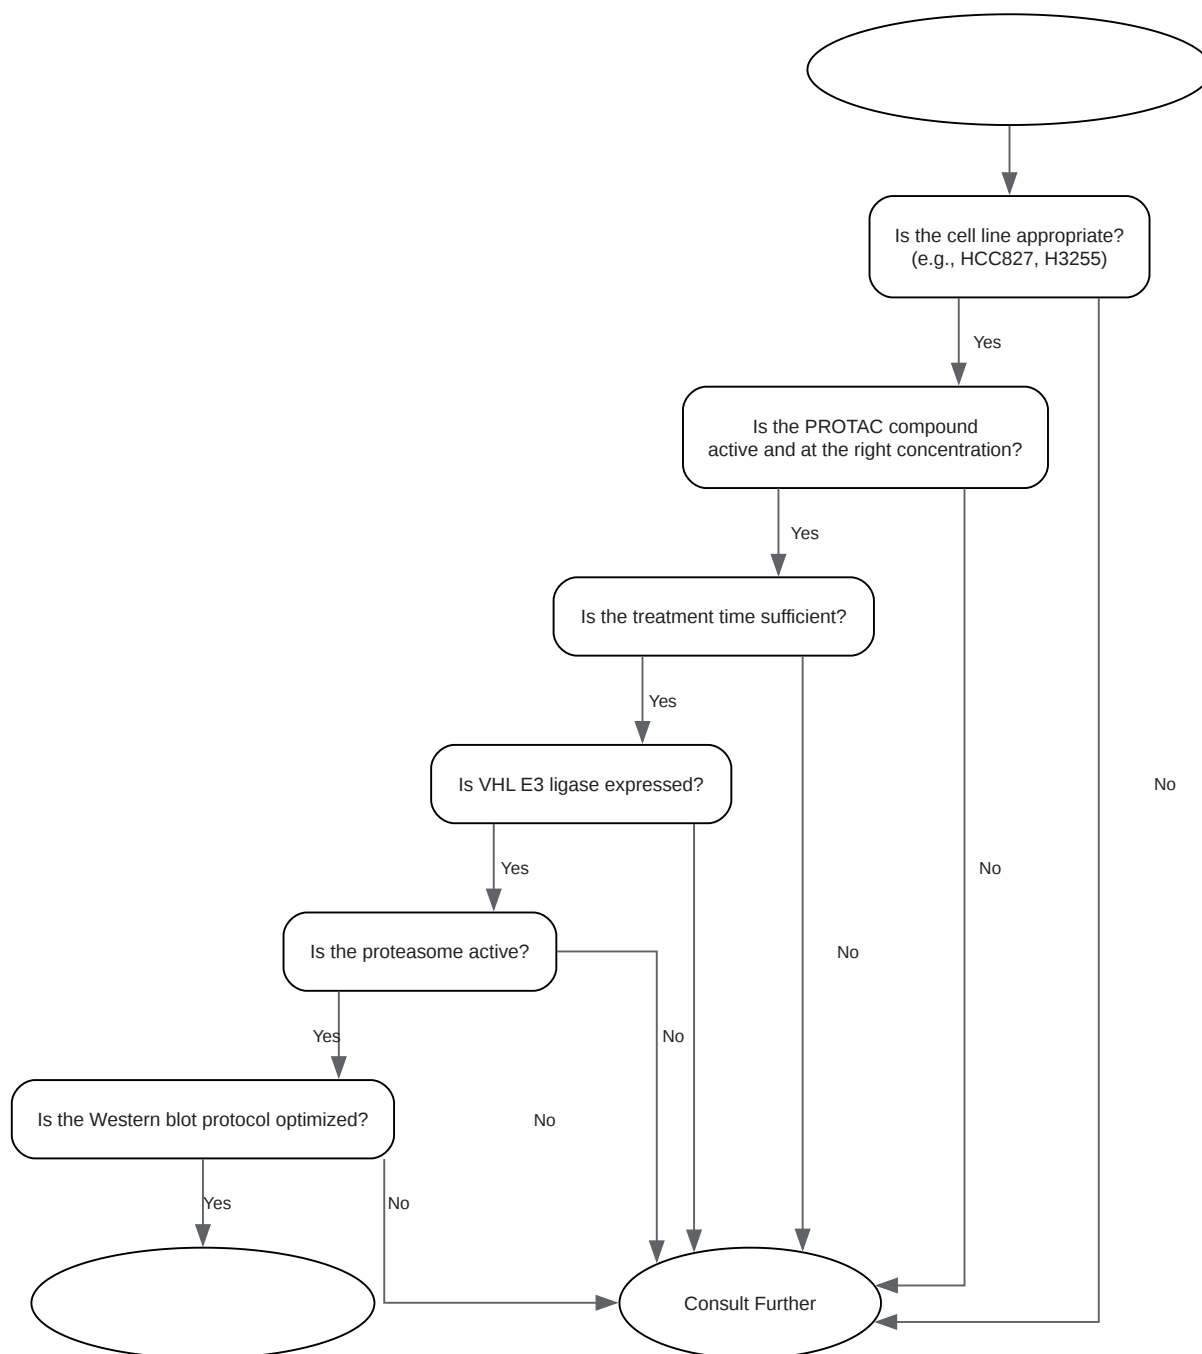 Is the cell line appropriate?
(e.g., HCC827, H3255)
Yes
Is the PROTAC compound
active and at the right concentration?
Yes
Is the treatment time sufficient?
Yes
Is VHL E3 ligase expressed?
No
Yes
No
Is the proteasome active?
No
Yes
No
Is the Western blot protocol optimized?
No
Yes
No
Consult Further